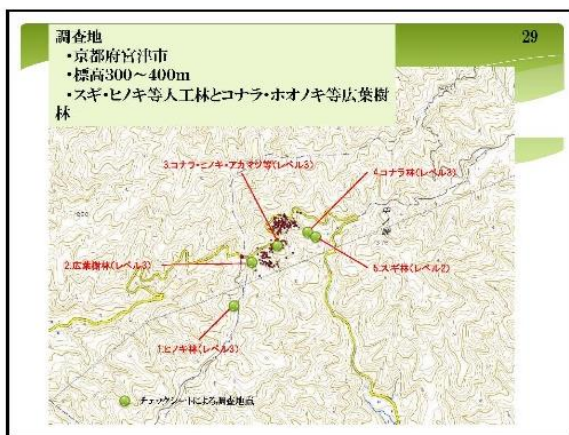 調査地
29
・京都府宮津市
・標高300～400m
・スギ・ヒノキ等人工林とコナラ・ホオノキ等広葉樹
林
3.コナラ・ヒノキ・アカマツ等(レベル3)
4.コナラ林(レベル3)
2.広葉樹林(レベル3)
5.スギ林(レベル2)
1.ヒノキ林(レベル3)
チェックシートによる調査地点